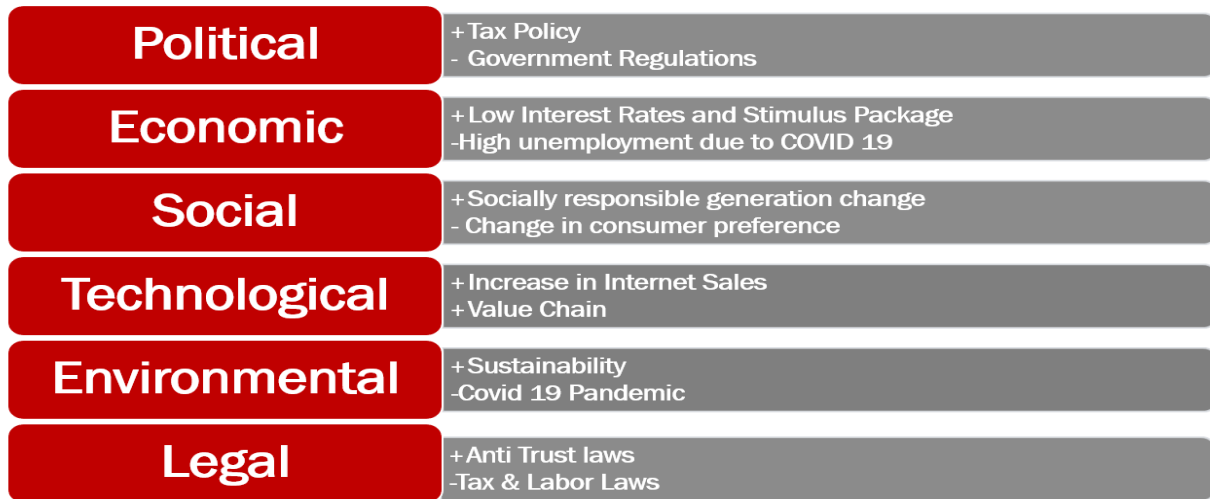 Political
+Tax Policy
- Government Regulations
Economic
+Low Interest Rates and Stimulus Package
-High unemployment due to COVID 19
Social
+Socially responsible generation change
- Change in consumer preference
Technological
+Increase in Internet Sales
+Value Chain
Environmental
+Sustainability
-Covid 19 Pandemic
Legal
+Anti Trust laws
-Tax & Labor Laws